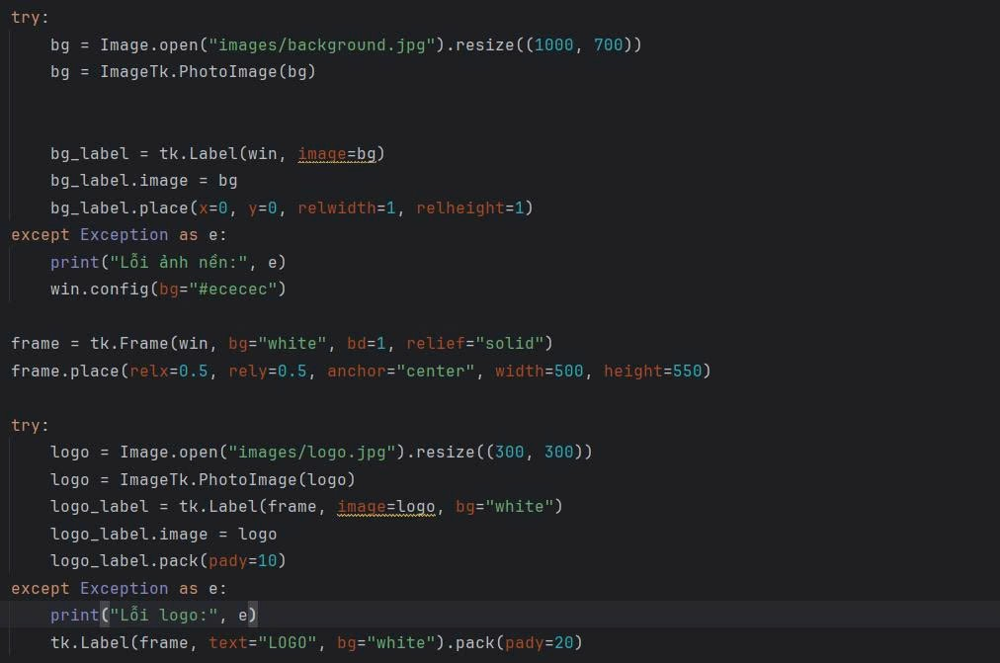 try:
    bg = Image.open("images/background.jpg").resize((1000, 700))
    bg = ImageTk.PhotoImage(bg)
    bg_label = tk.Label(win, image=bg)
    bg_label.image = bg
    bg_label.place(x=0, y=0, relwidth=1, relheight=1)
except Exception as e:
    print("Lỗi ảnh nền:", e)
    win.config(bg="#ececec")
frame = tk.Frame(win, bg="white", bd=1, relief="solid")
frame.place(relx=0.5, rely=0.5, anchor="center", width=500, height=550)
try:
    logo = Image.open("images/logo.jpg").resize((300, 300))
    logo = ImageTk.PhotoImage(logo)
    logo_label = tk.Label(frame, image=logo, bg="white")
    logo_label.image = logo
    logo_label.pack(pady=10)
except Exception as e:
    print("Lỗi logo:", e)
    tk.Label(frame, text="LOGO", bg="white").pack(pady=20)